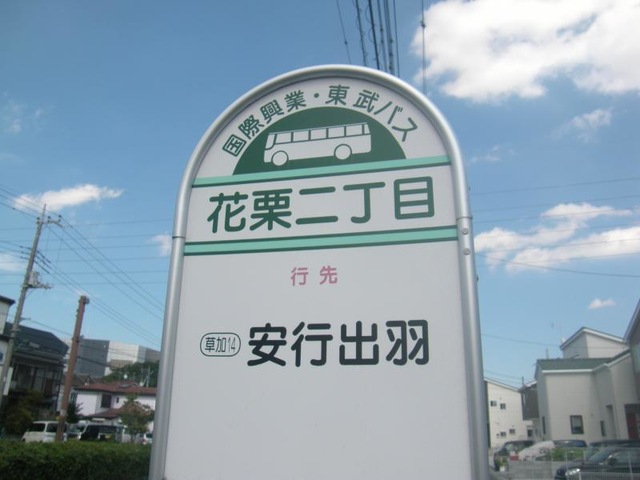 国際興業・東武バス
花栗二丁目
行先
草加14 安行出羽